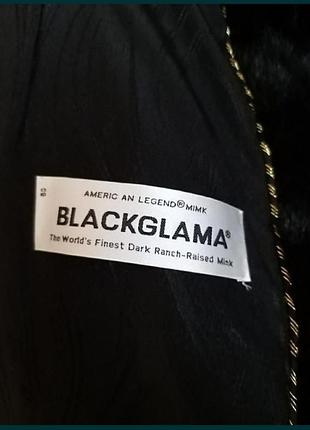 AMERIC AN LEGEND®MIMK
BLACKGLAMA®
The World's Finest Dark Ranch-Raised Mink